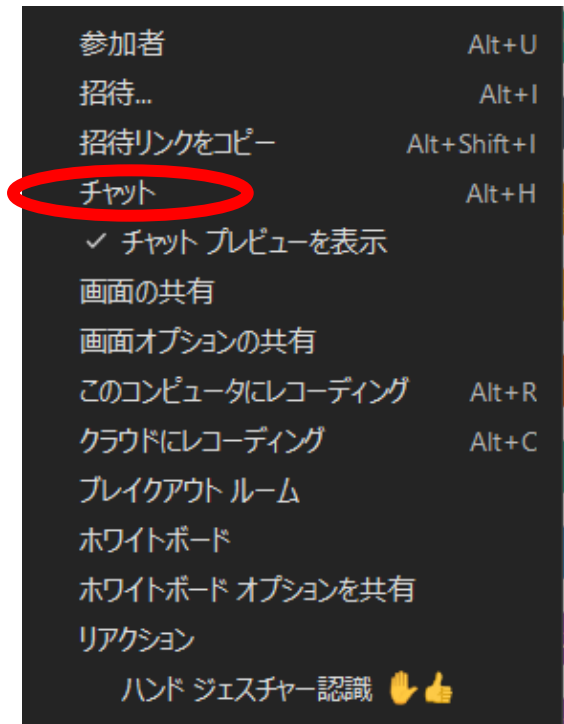 参加者 Alt+U
招待... Alt+I
招待リンクをコピー Alt+Shift+I
チャット Alt+H
✓ チャット プレビューを表示
画面の共有
画面オプションの共有
このコンピュータにレコーディング Alt+R
クラウドにレコーディング Alt+C
ブレイクアウト ルーム
ホワイトボード
ホワイトボード オプションを共有
リアクション
ハンド ジェスチャー認識 ✋👍